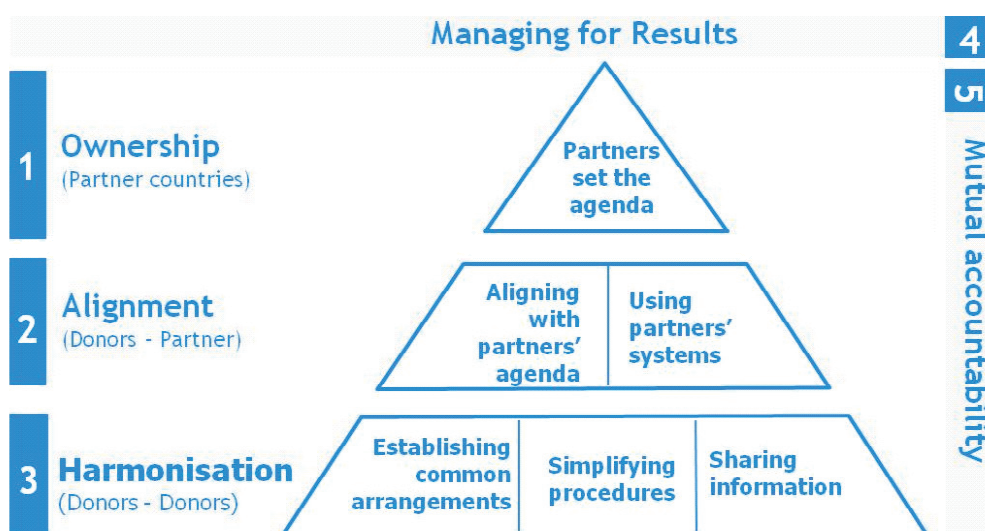 Managing for Results
4
5
Mutual accountability
1
Ownership
(Partner countries)
Partners
set the
agenda
2
Alignment
(Donors - Partner)
Aligning
with
partners’
agenda
Using
partners’
systems
3
Harmonisation
(Donors - Donors)
Establishing
common
arrangements
Simplifying
procedures
Sharing
information